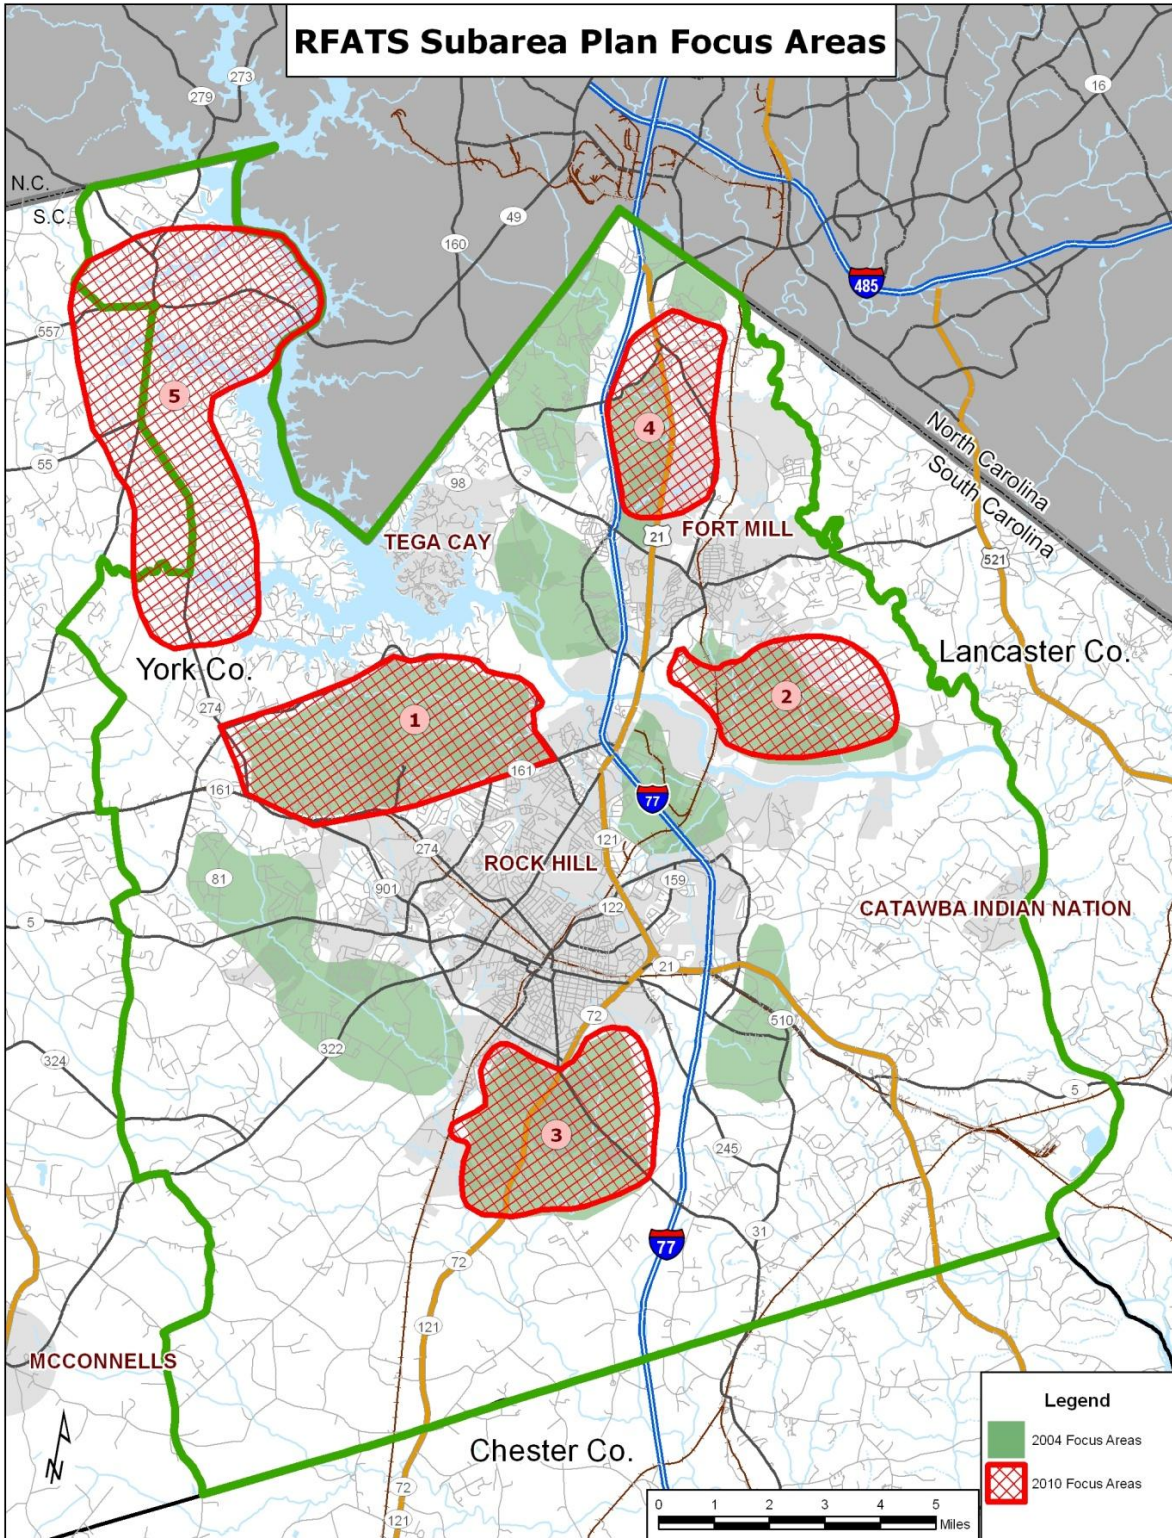 RFATS Subarea Plan Focus Areas
273
279
16
N.C.
S.C.
49
160
485
557
5
4
North Carolina
South Carolina
55
98
TEGA CAY
21
FORT MILL
521
York Co.
Lancaster Co.
274
1
2
161
161
77
274
121
ROCK HILL
81
901
159
122
CATAWBA INDIAN NATION
5
21
72
510
322
324
5
3
245
31
77
72
121
MCCONNELLS
N
Chester Co.
72
121
Legend
2004 Focus Areas
2010 Focus Areas
0 1 2 3 4 5
Miles